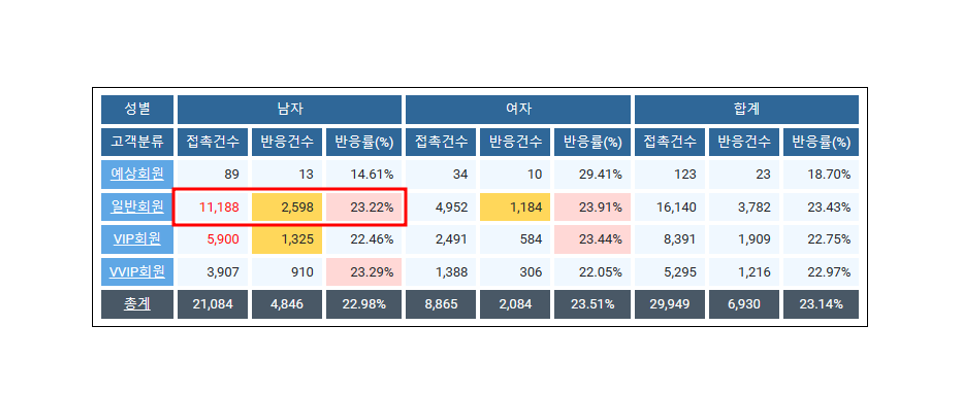 성별 남자 여자 합계
고객분류 접촉건수 반응건수 반응률(%) 접촉건수 반응건수 반응률(%) 접촉건수 반응건수 반응률(%)
예상회원 89 13 14.61% 34 10 29.41% 123 23 18.70%
일반회원 11,188 2,598 23.22% 4,952 1,184 23.91% 16,140 3,782 23.43%
VIP회원 5,900 1,325 22.46% 2,491 584 23.44% 8,391 1,909 22.75%
VVIP회원 3,907 910 23.29% 1,388 306 22.05% 5,295 1,216 22.97%
총계 21,084 4,846 22.98% 8,865 2,084 23.51% 29,949 6,930 23.14%